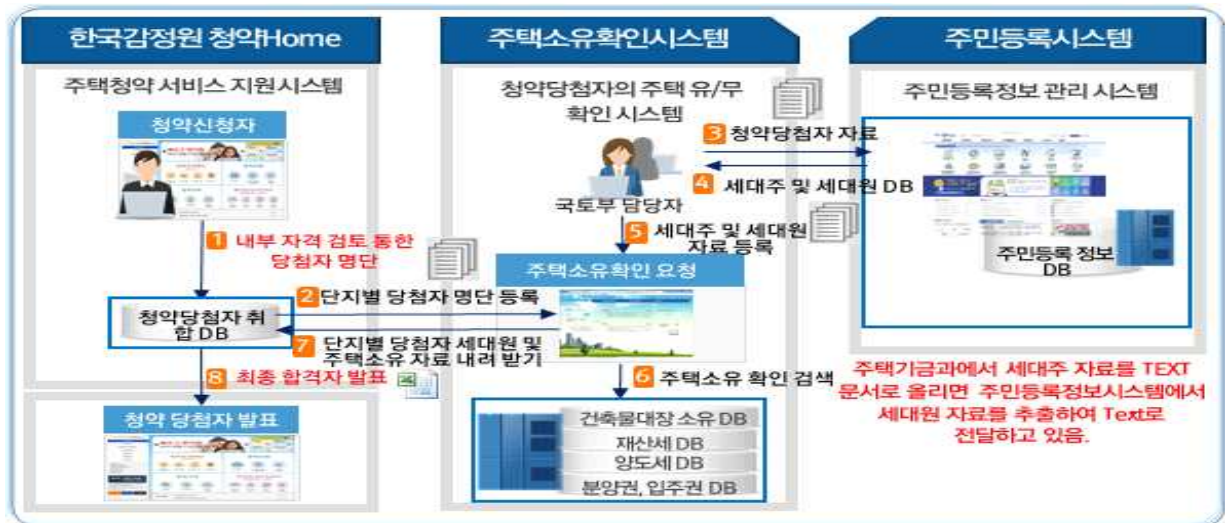 한국감정원 청약Home
주택청약 서비스 지원시스템
청약신청자
1 내부 자격 검토 통한
당첨자 명단
청약당첨자 취
합 DB
2 단지별 당첨자 명단 등록
7 단지별 당첨자 세대원 및
주택소유 자료 내려 받기
8 최종 합격자 발표
청약 당첨자 발표
주택소유확인시스템
청약당첨자의 주택 유/무
확인 시스템
국토부 담당자
3 청약당첨자 자료
4 세대주 및 세대원 DB
5 세대주 및 세대원
자료 등록
주택소유확인 요청
6 주택소유 확인 검색
건축물대장 소유 DB
재산세 DB
양도세 DB
분양권, 입주권 DB
주민등록시스템
주민등록정보 관리 시스템
주민등록 정보
DB
주택기금과에서 세대주 자료를 TEXT
문서로 올리면 주민등록정보시스템에서
세대원 자료를 추출하여 Text로
전달하고 있음.